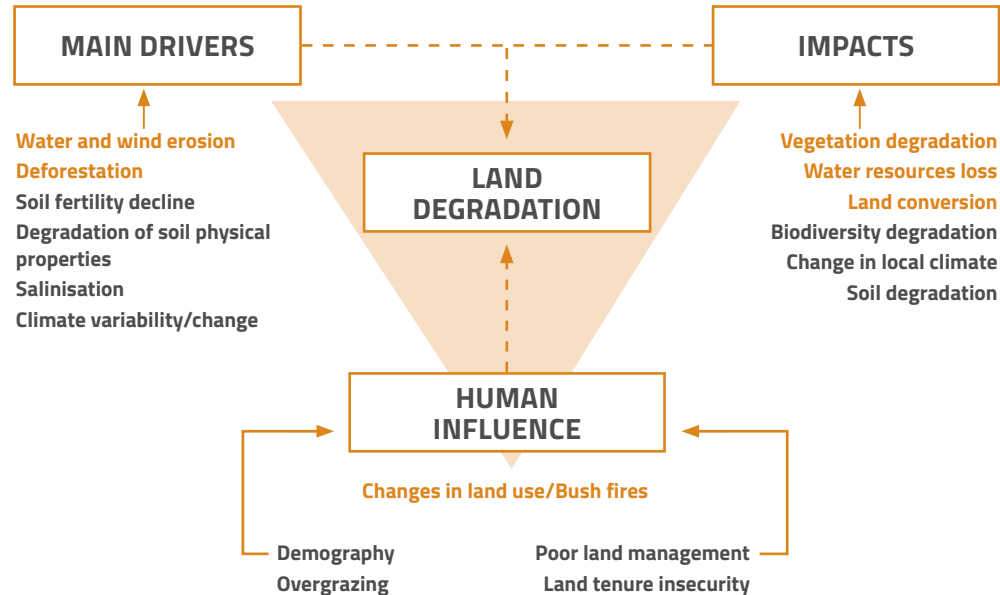 MAIN DRIVERS
IMPACTS
Water and wind erosion
Deforestation
Soil fertility decline
Degradation of soil physical
properties
Salinisation
Climate variability/change
Vegetation degradation
Water resources loss
Land conversion
Biodiversity degradation
Change in local climate
Soil degradation
LAND
DEGRADATION
HUMAN
INFLUENCE
Changes in land use/Bush fires
Demography
Overgrazing
Poor land management
Land tenure insecurity